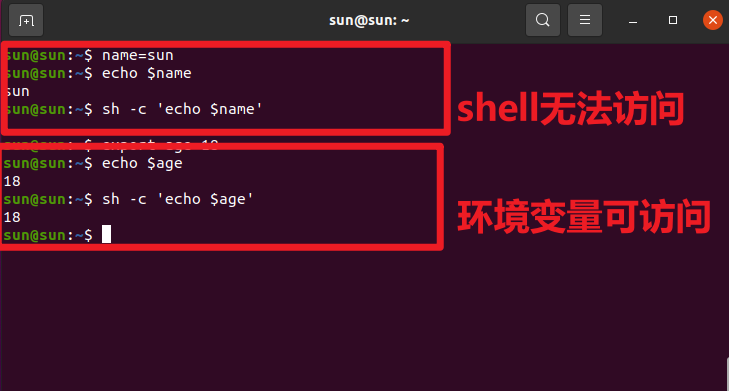 sun@sun: ~
sun@sun:~$ name=sun
sun@sun:~$ echo $name
sun
sun@sun:~$ sh -c 'echo $name'
shell无法访问
sun@sun:~$ export age=18
sun@sun:~$ echo $age
18
sun@sun:~$ sh -c 'echo $age'
18
sun@sun:~$
环境变量可访问